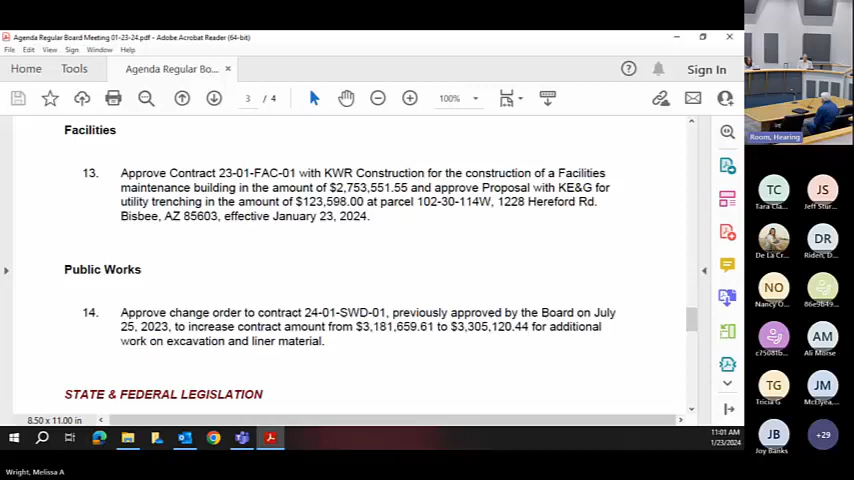 Agenda Regular Board Meeting 01-23-24.pdf - Adobe Acrobat Reader (64-bit)
File Edit View Sign Window Help
Home Tools Agenda Regular Bo... × Sign In
3 / 4 100%
Facilities
13. Approve Contract 23-01-FAC-01 with KWR Construction for the construction of a Facilities
maintenance building in the amount of $2,753,551.55 and approve Proposal with KE&G for
utility trenching in the amount of $123,598.00 at parcel 102-30-114W, 1228 Hereford Rd.
Bisbee, AZ 85603, effective January 23, 2024.
Public Works
14. Approve change order to contract 24-01-SWD-01, previously approved by the Board on July
25, 2023, to increase contract amount from $3,181,659.61 to $3,305,120.44 for additional
work on excavation and liner material.
STATE & FEDERAL LEGISLATION
8.50 x 11.00 in
11:01 AM
1/23/2024
Wright, Melissa A
Room, Hearing
TC JS
Tara Cla... Jeff Stur...
DR
De La Cr... Riden, D...
NO
Nancy O...
AM
Ali Morse
TG JM
Tricia G McElyea,...
JB +29
Joy Banks